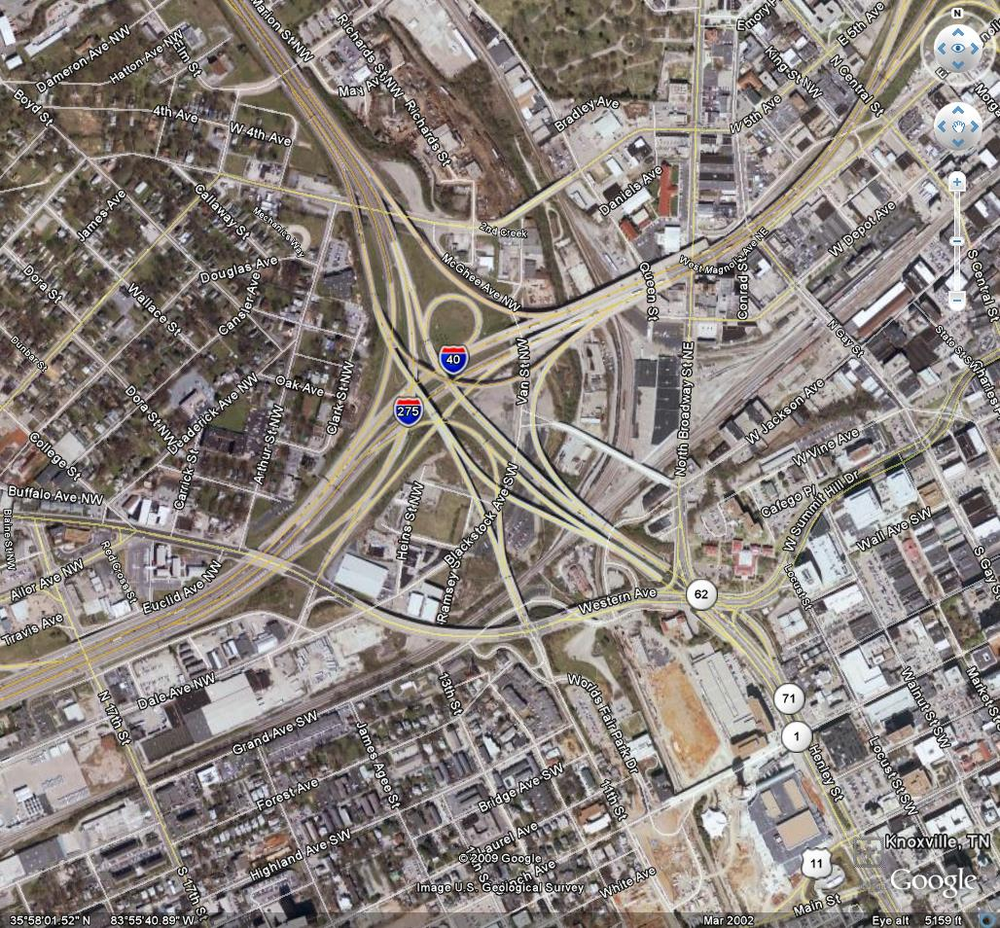 Marion St NW
Emory P
E 5th Ave
N
Dameron Ave NW
Hatton Ave NW
Elm St
Richards St NW
May Ave
Richards St
King St NW
N Central St
E
Morga
Boyd St
4th Ave
W 4th Ave
Bradley Ave
W 5th Ave
James Ave
Callaway St
Mechanics Way
Daniels Ave
2nd Creek
W Depot Ave
West Magnolia Ave NE
Douglas Ave
McGhee Ave NW
Queen St
Conrad St
S Central St
Dora St
Wallace St
Cansler Ave
Dunbar St
N Gay St
State St S
Wharles
40
Van St NW
Oak Ave
Clark St NW
275
North Broadway St NE
W Jackson Ave
Dora St NW
Deaderick Ave NW
Arthur St NW
College St
Carrick St
W Vine Ave
Cafego Pl
W Summit Hill Dr
Buffalo Ave NW
Blaine St NW
Heins St NW
Blackstock Ave SW
Wall Ave SW
Red Cross St
Ailor Ave NW
Euclid Ave NW
Ramsey S
Western Ave
62
Locust St
S Gay St
Travis Ave
N 17th St
Dale Ave NW
13th St
Worlds Fair Park Dr
71
1
Walnut St SW
Market St
Grand Ave SW
James Agee St
Henley St
Locust St SW
Forest Ave
Bridge Ave SW
11th St
Highland Ave SW
Laurel Ave
Knoxville, TN
© 2009 Google
11
White Ave
S 17th St
Image U.S. Geological Survey
Google
Main St
35°58'01.52" N 83°55'40.89" W Mar 2002 Eye alt 5159 ft